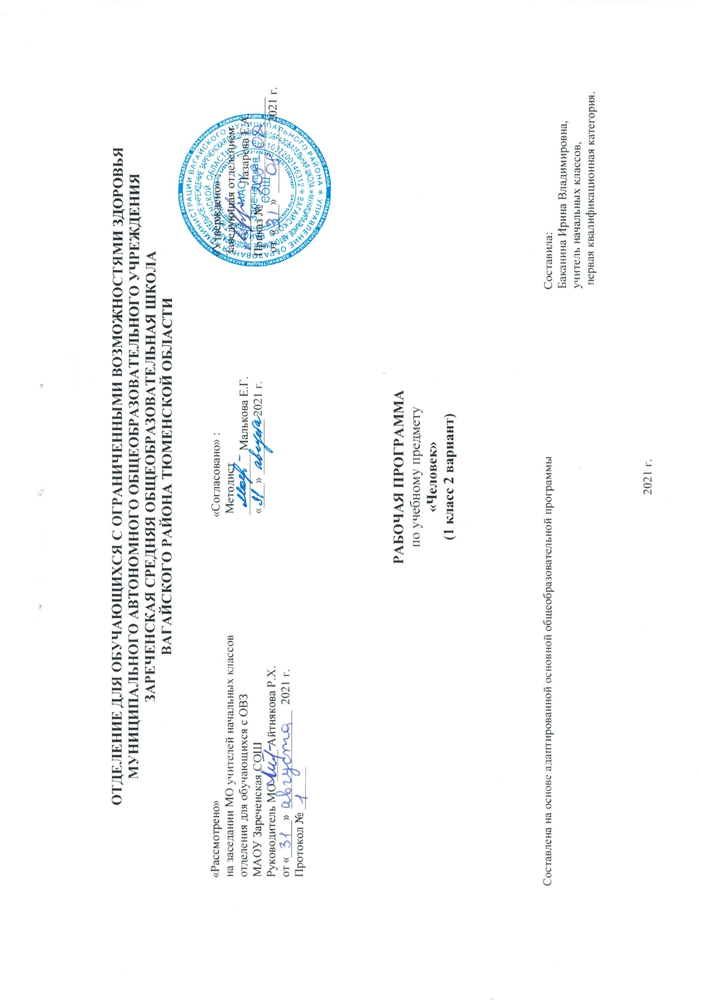 ОТДЕЛЕНИЕ ДЛЯ ОБУЧАЮЩИХСЯ С ОГРАНИЧЕННЫМИ ВОЗМОЖНОСТЯМИ ЗДОРОВЬЯ
МУНИЦИПАЛЬНОГО АВТОНОМНОГО ОБЩЕОБРАЗОВАТЕЛЬНОГО УЧРЕЖДЕНИЯ
ЗАРЕЧЕНСКАЯ СРЕДНЯЯ ОБЩЕОБРАЗОВАТЕЛЬНАЯ ШКОЛА
ВАГАЙСКОГО РАЙОНА ТЮМЕНСКОЙ ОБЛАСТИ
«Рассмотрено»
на заседании МО учителей начальных классов
отделения для обучающихся с ОВЗ
МАОУ Зареченская СОШ
Руководитель МО Айтнякова Р.Х.
от « 31 » августа 2021 г.
Протокол № 1
«Согласовано» :
Методист
Малькова Е.Г.
« 31 » августа 2021 г.
«Утверждено» :
Заведующая отделением
Лазарева Е.А.
Приказ №
от « 31 » 08 2021 г.
МАОУ
Зареченская
СОШ
РАБОЧАЯ ПРОГРАММА
по учебному предмету
«Человек»
(1 класс 2 вариант)
Составлена на основе адаптированной основной общеобразовательной программы
Составила:
Баканина Ирина Владимировна,
учитель начальных классов,
первая квалификационная категория.
2021 г.